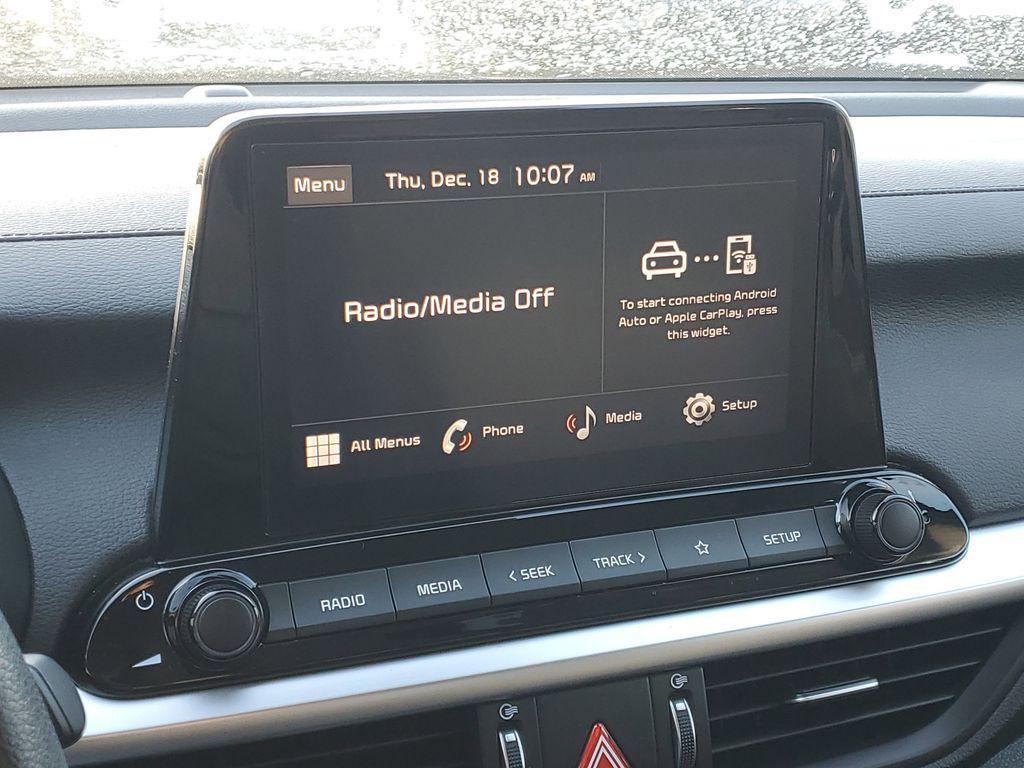 Menu
Thu, Dec. 18 10:07 AM
Radio/Media Off
To start connecting Android
Auto or Apple CarPlay, press
this widget.
All Menus
Phone
Media
Setup
RADIO
MEDIA
< SEEK
TRACK >
SETUP